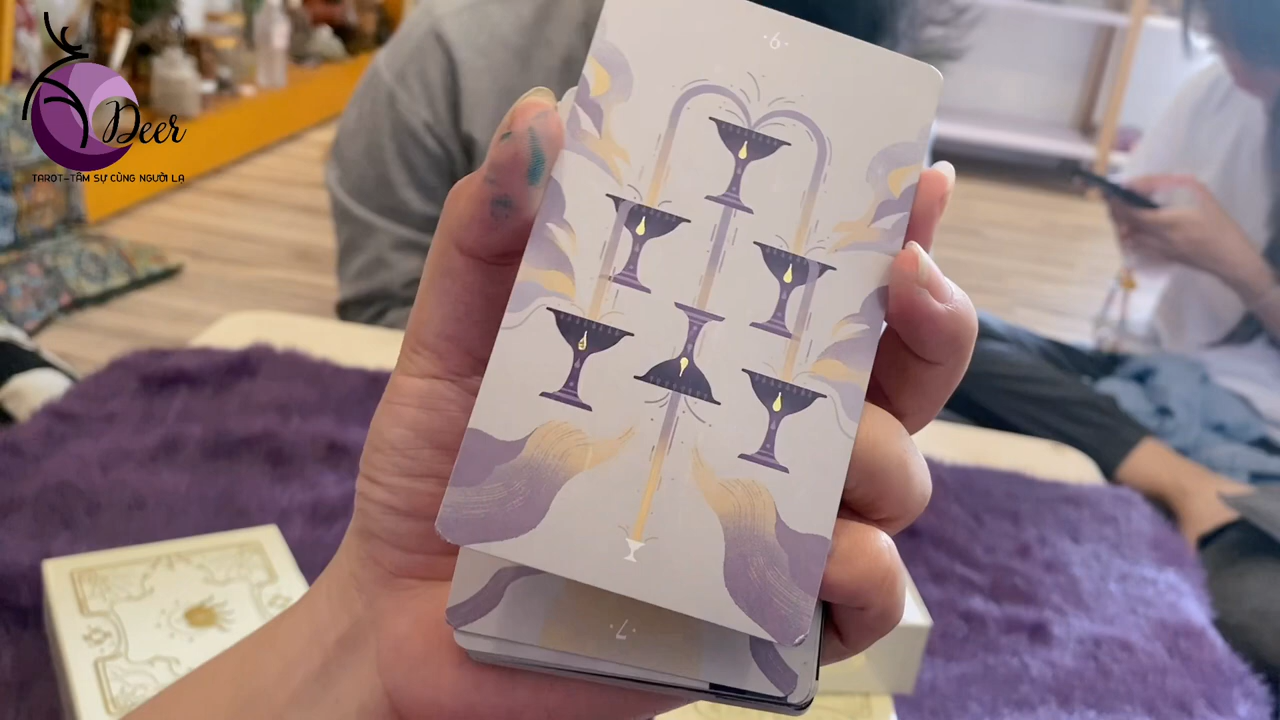 Deer
TAROT-TÂM SỰ CÙNG NGƯỜI LẠ
·6·
·7·